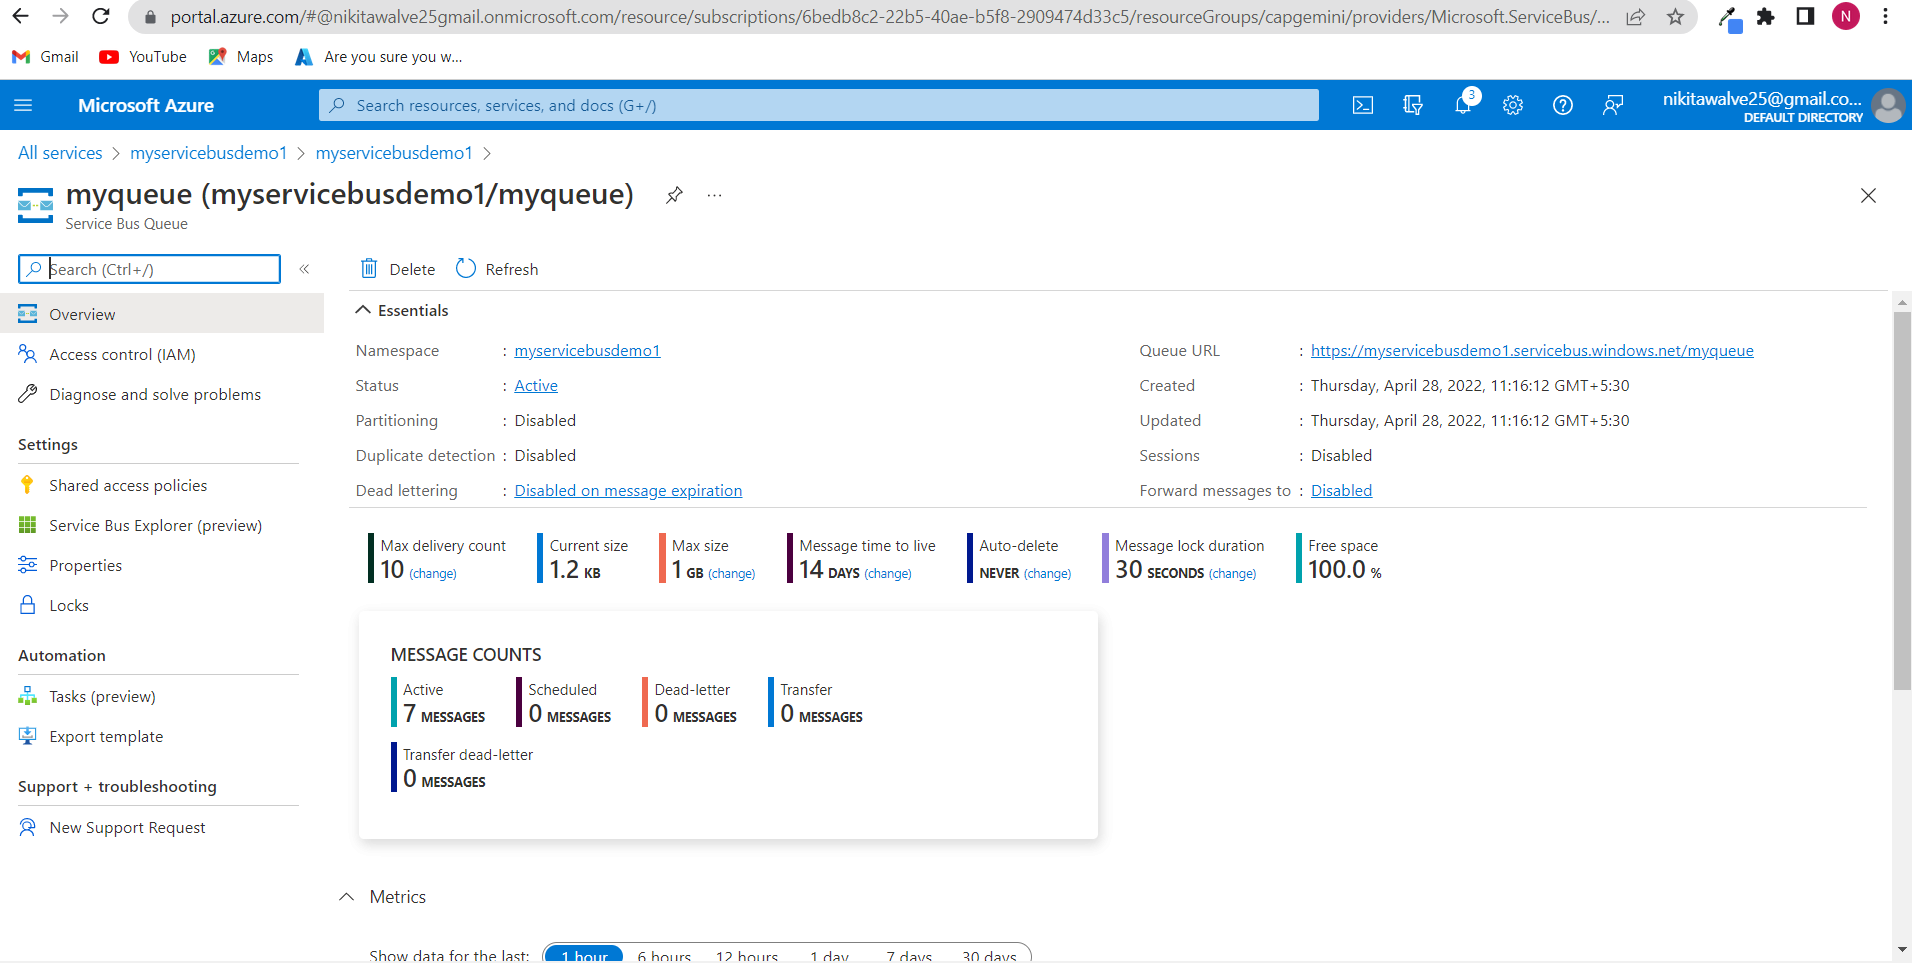 portal.azure.com/#@nikitawalve25gmail.onmicrosoft.com/resource/subscriptions/6bedb8c2-22b5-40ae-b5f8-2909474d33c5/resourceGroups/capgemini/providers/Microsoft.ServiceBus/...
N
Gmail YouTube Maps Are you sure you w...
Microsoft Azure
Search resources, services, and docs (G+/)
3
nikitawalve25@gmail.co...
DEFAULT DIRECTORY
All services > myservicebusdemo1 > myservicebusdemo1 >
myqueue (myservicebusdemo1/myqueue) ...
Service Bus Queue
Search (Ctrl+/) «
Overview
Access control (IAM)
Diagnose and solve problems
Settings
Shared access policies
Service Bus Explorer (preview)
Properties
Locks
Automation
Tasks (preview)
Export template
Support + troubleshooting
New Support Request
Delete Refresh
Essentials
Namespace : myservicebusdemo1
Status : Active
Partitioning : Disabled
Duplicate detection : Disabled
Dead lettering : Disabled on message expiration
Queue URL : https://myservicebusdemo1.servicebus.windows.net/myqueue
Created : Thursday, April 28, 2022, 11:16:12 GMT+5:30
Updated : Thursday, April 28, 2022, 11:16:12 GMT+5:30
Sessions : Disabled
Forward messages to : Disabled
Max delivery count
10 (change)
Current size
1.2 KB
Max size
1 GB (change)
Message time to live
14 DAYS (change)
Auto-delete
NEVER (change)
Message lock duration
30 SECONDS (change)
Free space
100.0 %
MESSAGE COUNTS
Active
7 MESSAGES
Scheduled
0 MESSAGES
Dead-letter
0 MESSAGES
Transfer
0 MESSAGES
Transfer dead-letter
0 MESSAGES
Metrics
Show data for the last: 1 hour 6 hours 12 hours 1 day 7 days 30 days